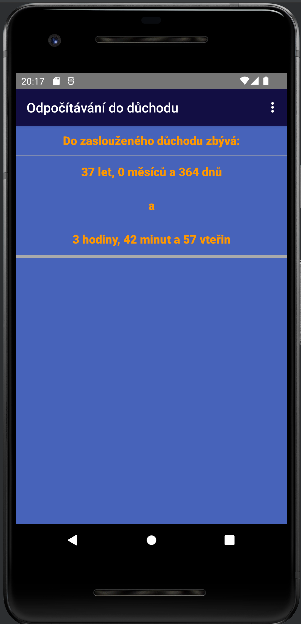 20:17
Odpočítávání do důchodu
Do zaslouženého důchodu zbývá:
37 let, 0 měsíců a 364 dnů
a
3 hodiny, 42 minut a 57 vteřin